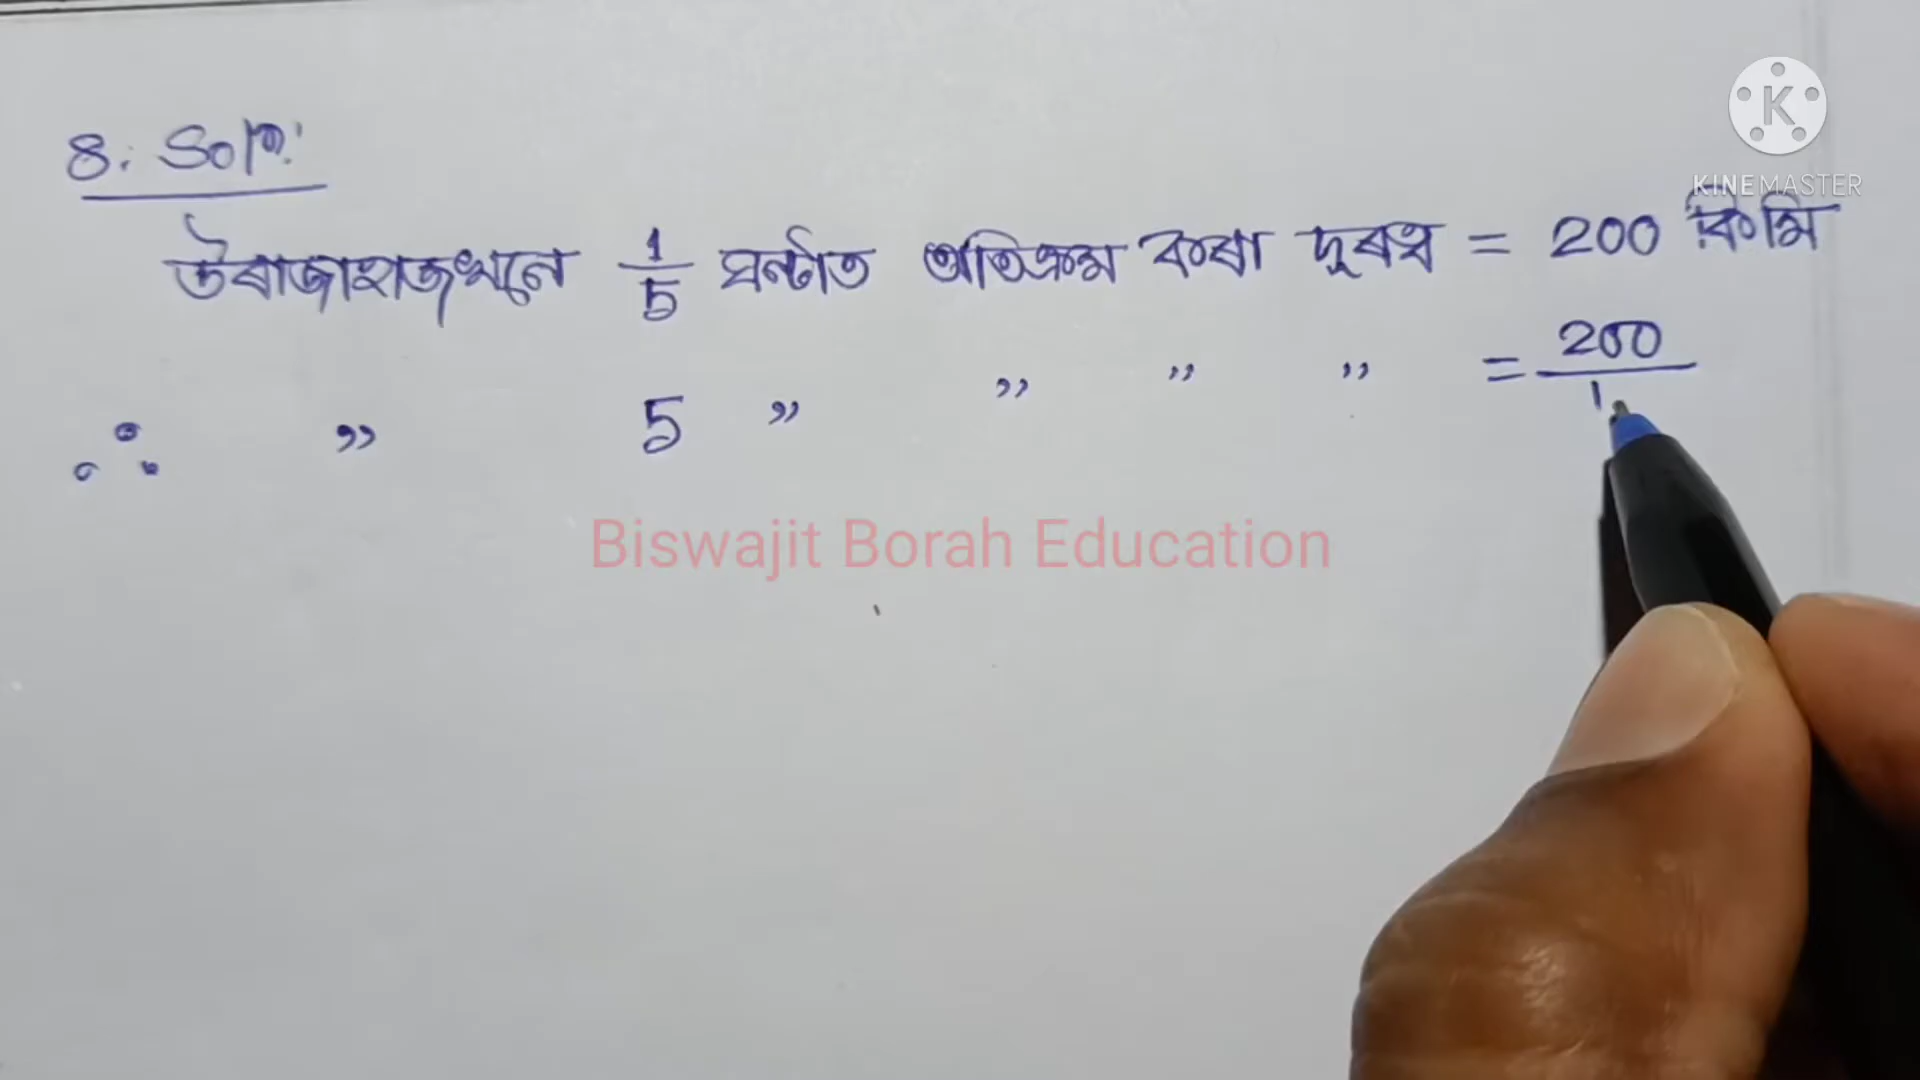 KINEMASTER
8. Solⁿ:
উৰাজাহাজখনে 1/5 ঘন্টাত অতিক্ৰম কৰা দূৰত্ব = 200 কিমি
∴ " 5 " " " " = 200/1
Biswajit Borah Education